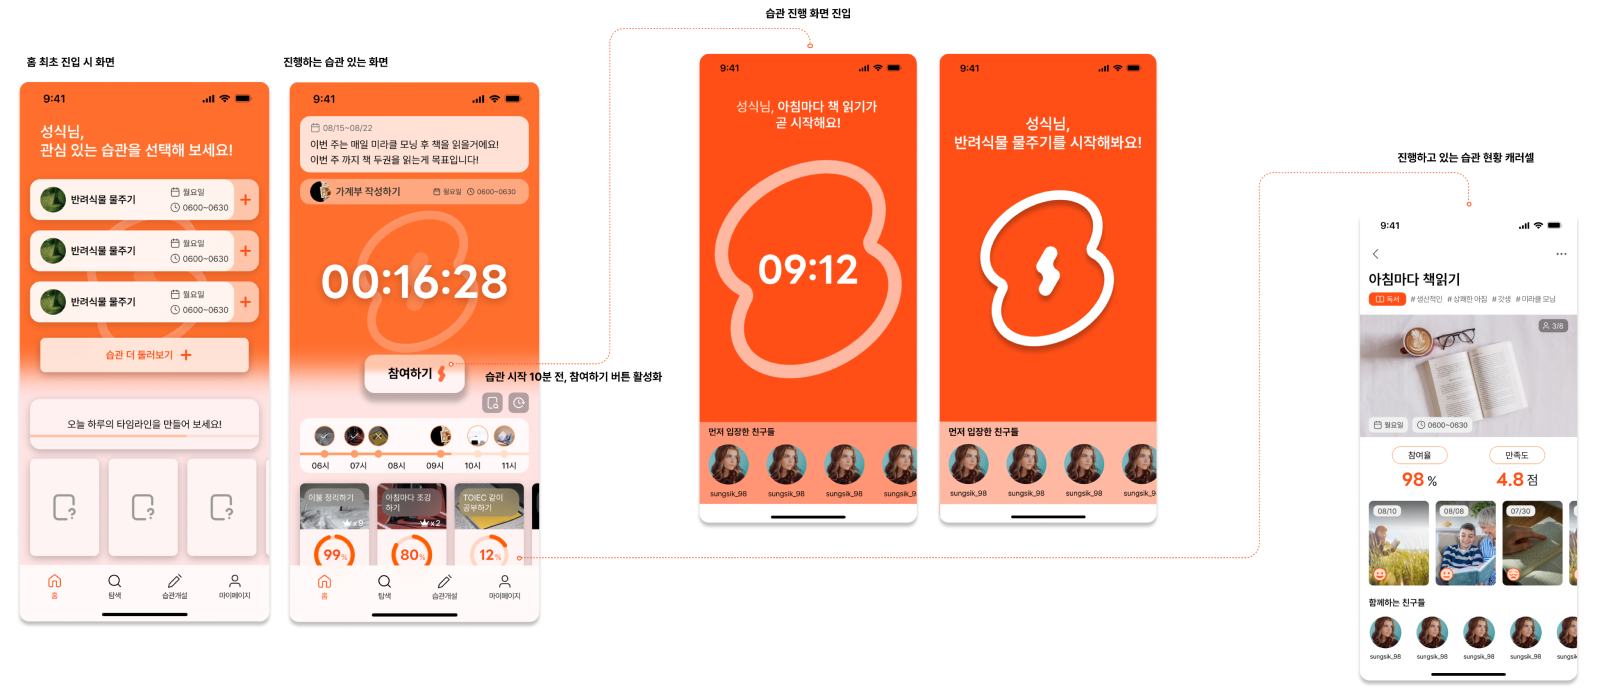 습관 진행 화면 진입
홈 최초 진입 시 화면
9:41
성식님,
관심 있는 습관을 선택해 보세요!
반려식물 물주기
월요일
0600~0630
반려식물 물주기
월요일
0600~0630
반려식물 물주기
월요일
0600~0630
습관 더 둘러보기
오늘 하루의 타임라인을 만들어 보세요!
홈
탐색
습관개설
마이페이지
진행하는 습관 있는 화면
9:41
08/15~08/22
이번 주는 매일 미라클 모닝 후 책을 읽을거에요!
이번 주 까지 책 두권을 읽는게 목표입니다!
가계부 작성하기
월요일
0600~0630
00:16:28
참여하기
습관 시작 10분 전, 참여하기 버튼 활성화
06시 07시 08시 09시 10시 11시
이불 정리하기
x9
99%
아침마다 조깅
하기
x2
80%
TOIEC 같이
공부하기
12%
홈
탐색
습관개설
마이페이지
9:41
성식님, 아침마다 책 읽기가
곧 시작해요!
09:12
먼저 입장한 친구들
sungsik_98
sungsik_98
sungsik_98
sungsik_98
9:41
성식님,
반려식물 물주기를 시작해봐요!
먼저 입장한 친구들
sungsik_98
sungsik_98
sungsik_98
sungsik_98
진행하고 있는 습관 현황 캐러셀
9:41
아침마다 책읽기
독서 #생산적인 #상쾌한 아침 #갓생 #미라클 모닝
3/8
월요일
0600~0630
참여율
98 %
만족도
4.8 점
08/10
08/08
07/30
함께하는 친구들
sungsik_98
sungsik_98
sungsik_98
sungsik_98
sungsik